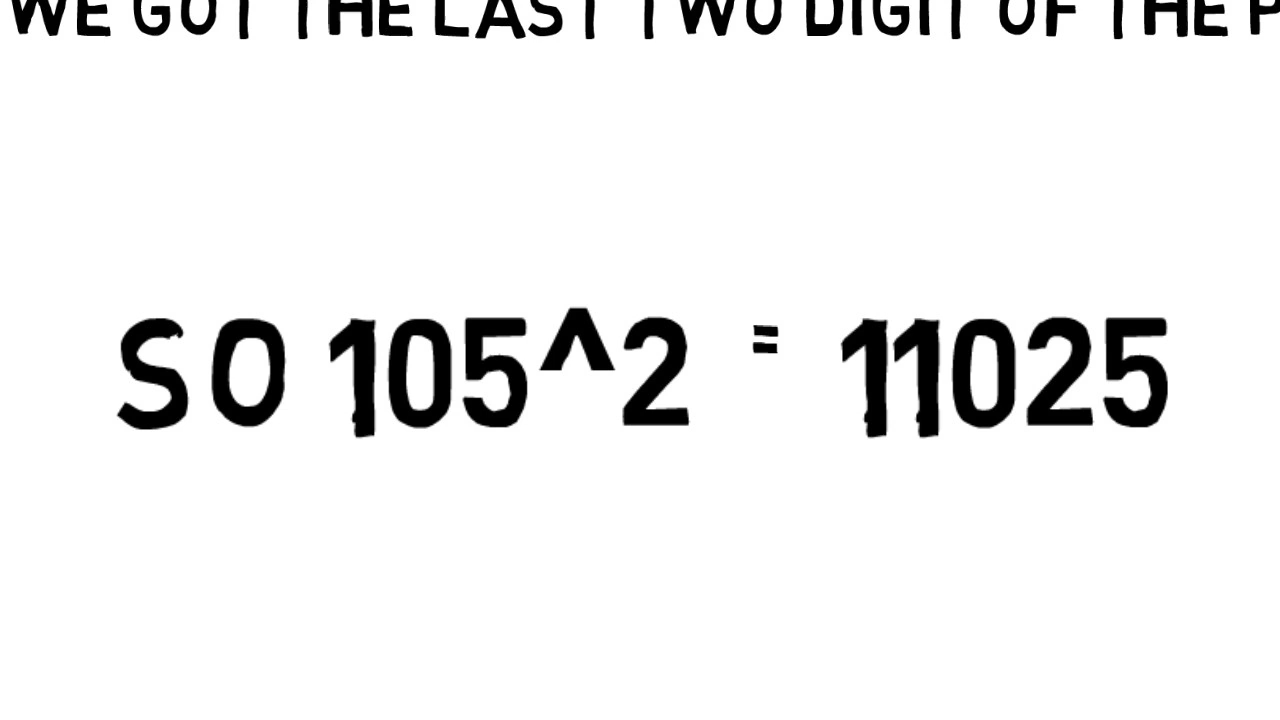 WE GOT THE LAST TWO DIGIT OF THE
SO 105^2 = 11025